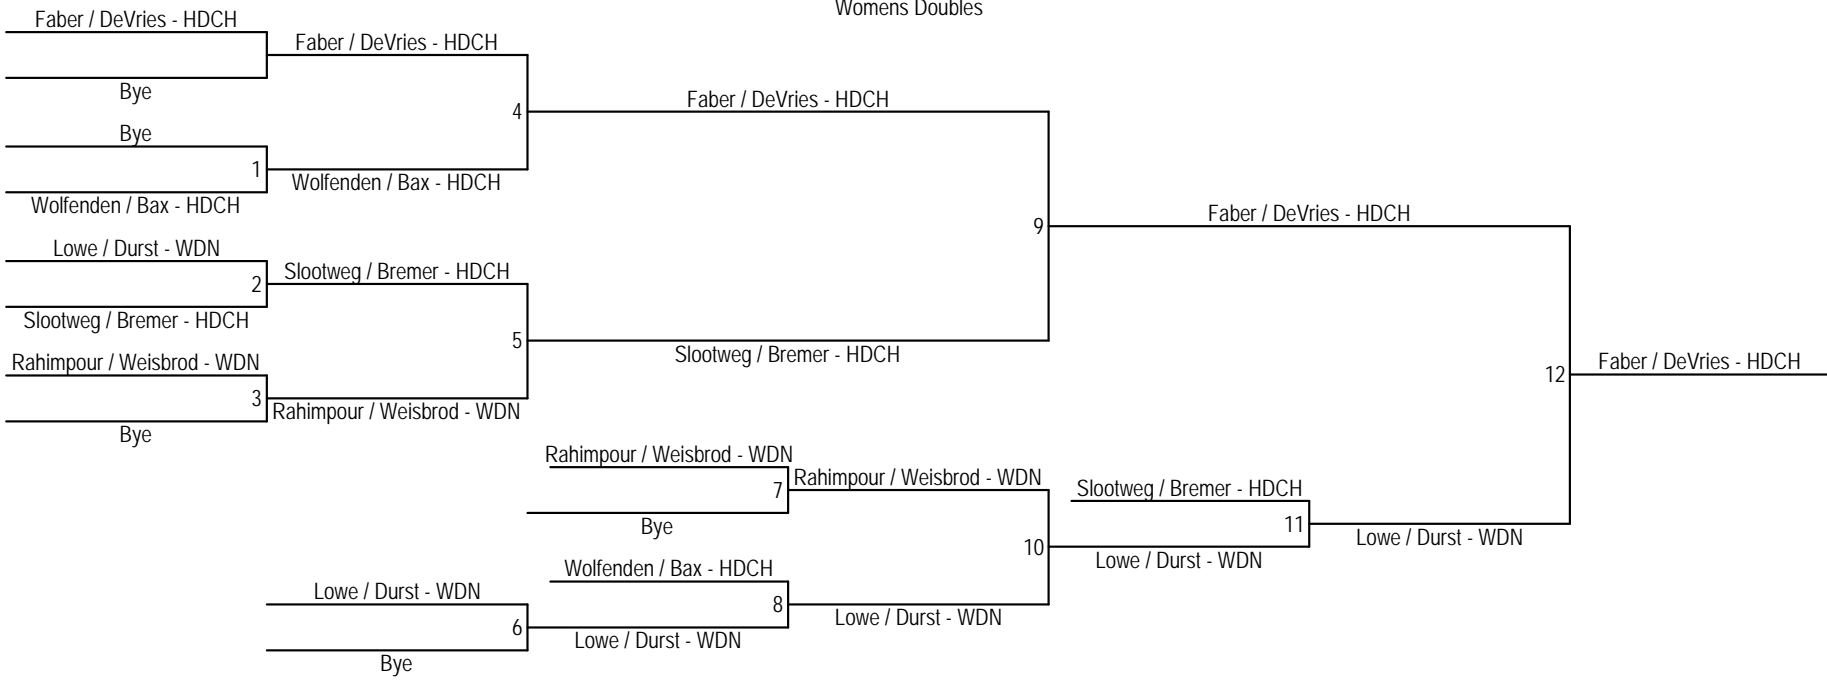 Womens Doubles
Faber / DeVries - HDCH
Faber / DeVries - HDCH
Bye
4
Faber / DeVries - HDCH
Bye
1
Wolfenden / Bax - HDCH
Wolfenden / Bax - HDCH
9
Faber / DeVries - HDCH
Lowe / Durst - WDN
2
Slootweg / Bremer - HDCH
Slootweg / Bremer - HDCH
5
Slootweg / Bremer - HDCH
Rahimpour / Weisbrod - WDN
3
Rahimpour / Weisbrod - WDN
Bye
12
Faber / DeVries - HDCH
Rahimpour / Weisbrod - WDN
7
Rahimpour / Weisbrod - WDN
Bye
Slootweg / Bremer - HDCH
11
Lowe / Durst - WDN
10
Lowe / Durst - WDN
Wolfenden / Bax - HDCH
8
Lowe / Durst - WDN
Lowe / Durst - WDN
6
Lowe / Durst - WDN
Bye